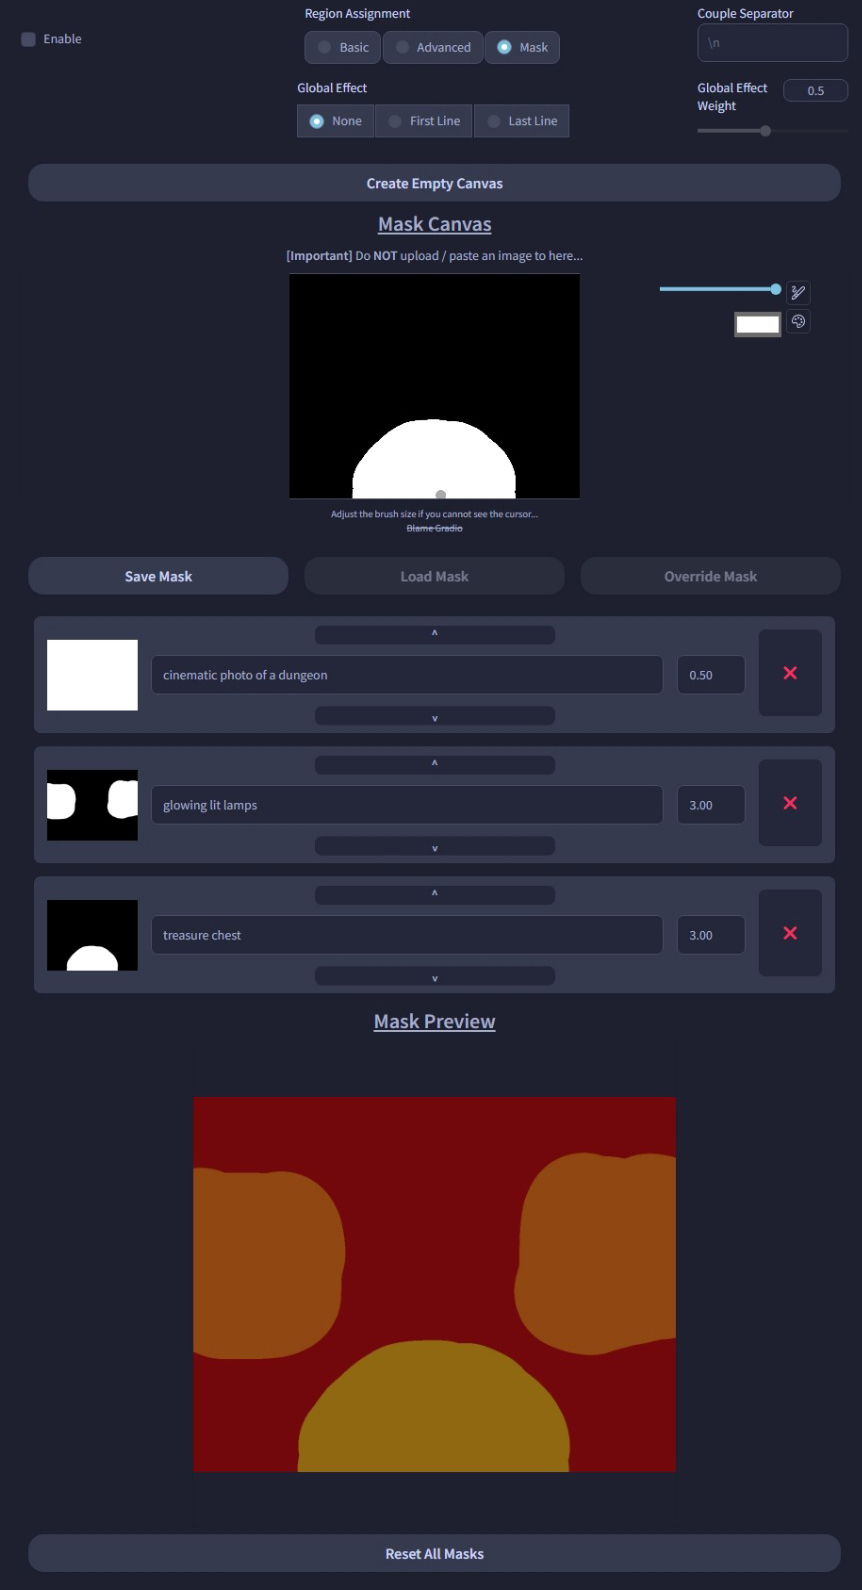 Enable
Region Assignment
Basic
Advanced
Mask
Couple Separator
\n
Global Effect
None
First Line
Last Line
Global Effect
Weight
0.5
Create Empty Canvas
Mask Canvas
[Important] Do NOT upload / paste an image to here...
Adjust the brush size if you cannot see the cursor...
Blame Gradio
Save Mask
Load Mask
Override Mask
^
cinematic photo of a dungeon
0.50
❌
v
^
glowing lit lamps
3.00
❌
v
^
treasure chest
3.00
❌
v
Mask Preview
Reset All Masks